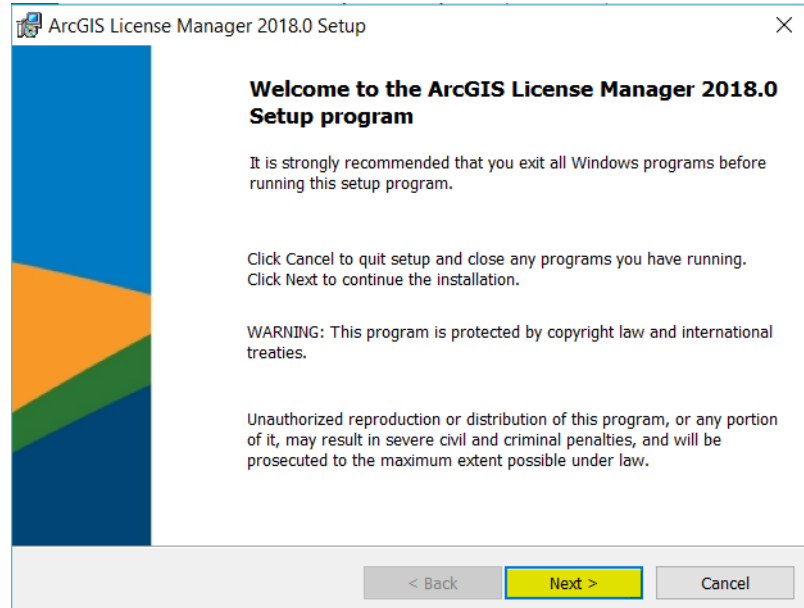 ArcGIS License Manager 2018.0 Setup
Welcome to the ArcGIS License Manager 2018.0
Setup program
It is strongly recommended that you exit all Windows programs before
running this setup program.
Click Cancel to quit setup and close any programs you have running.
Click Next to continue the installation.
WARNING: This program is protected by copyright law and international
treaties.
Unauthorized reproduction or distribution of this program, or any portion
of it, may result in severe civil and criminal penalties, and will be
prosecuted to the maximum extent possible under law.
< Back Next > Cancel